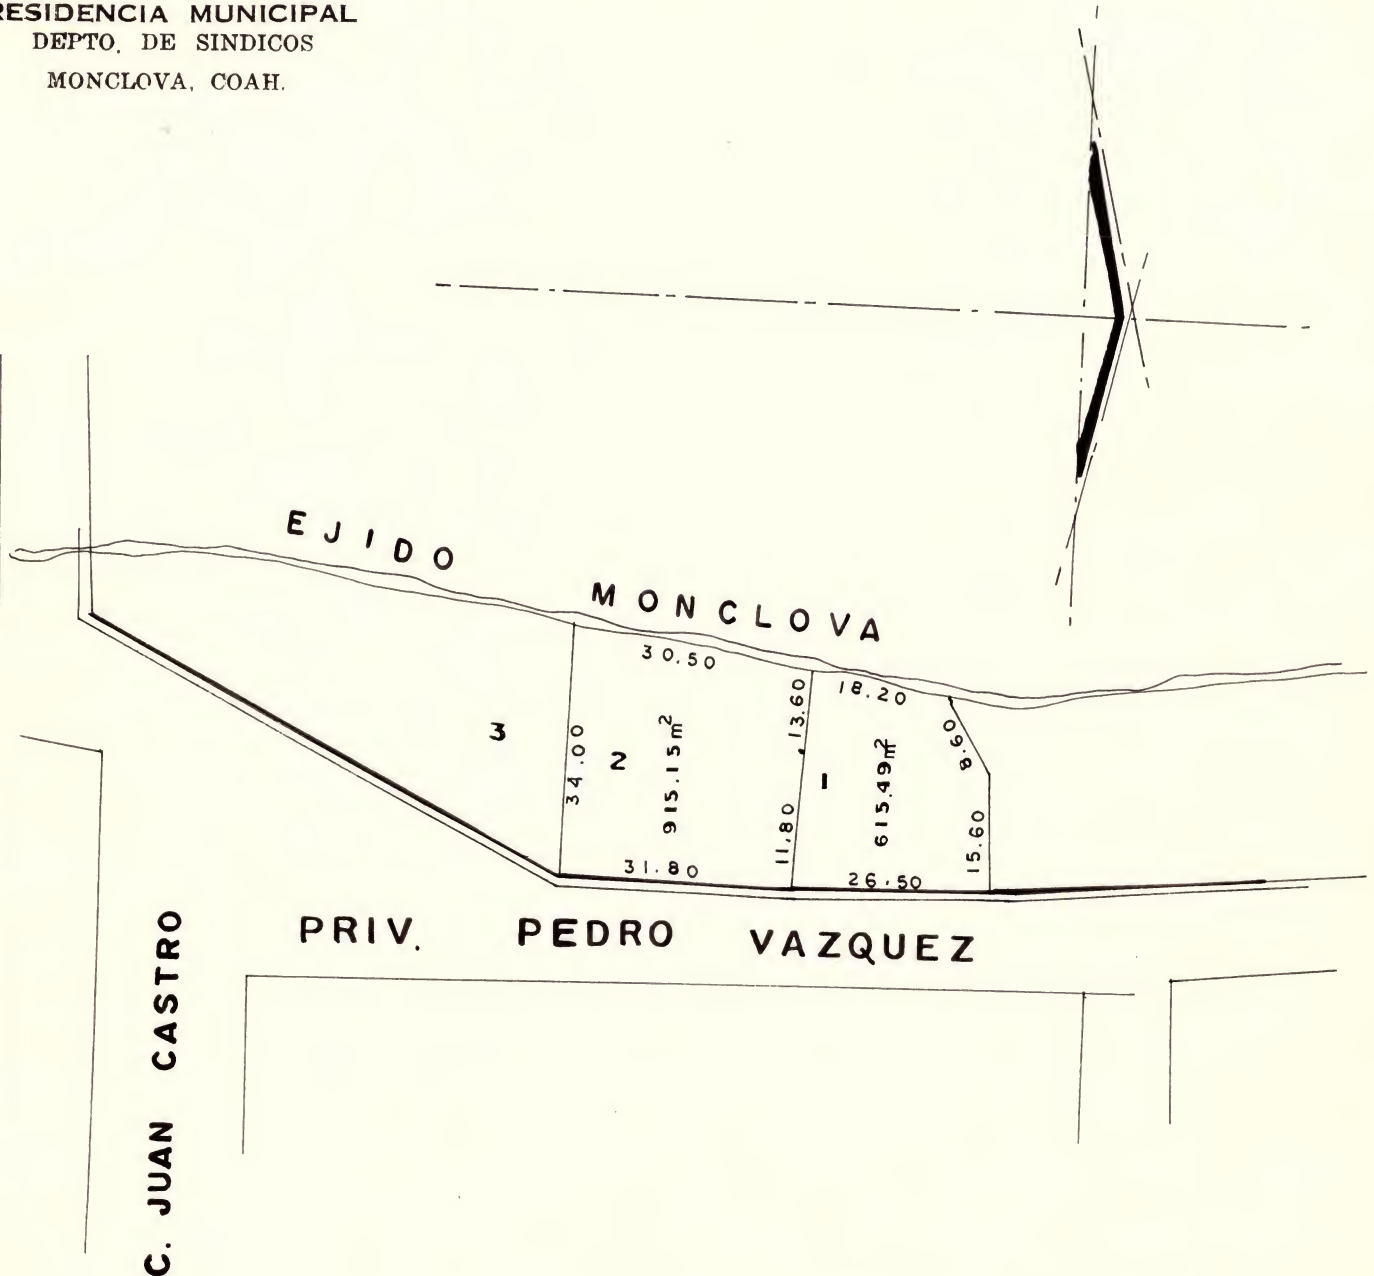 RESIDENCIA MUNICIPAL
DEPTO. DE SINDICOS
MONCLOVA, COAH.
EJIDO MONCLOVA
30.50
18.20
13.60
8.60
3
34.00
2
915.15m²
1
615.49m²
11.80
15.60
31.80
26.50
PRIV. PEDRO VAZQUEZ
C. JUAN CASTRO